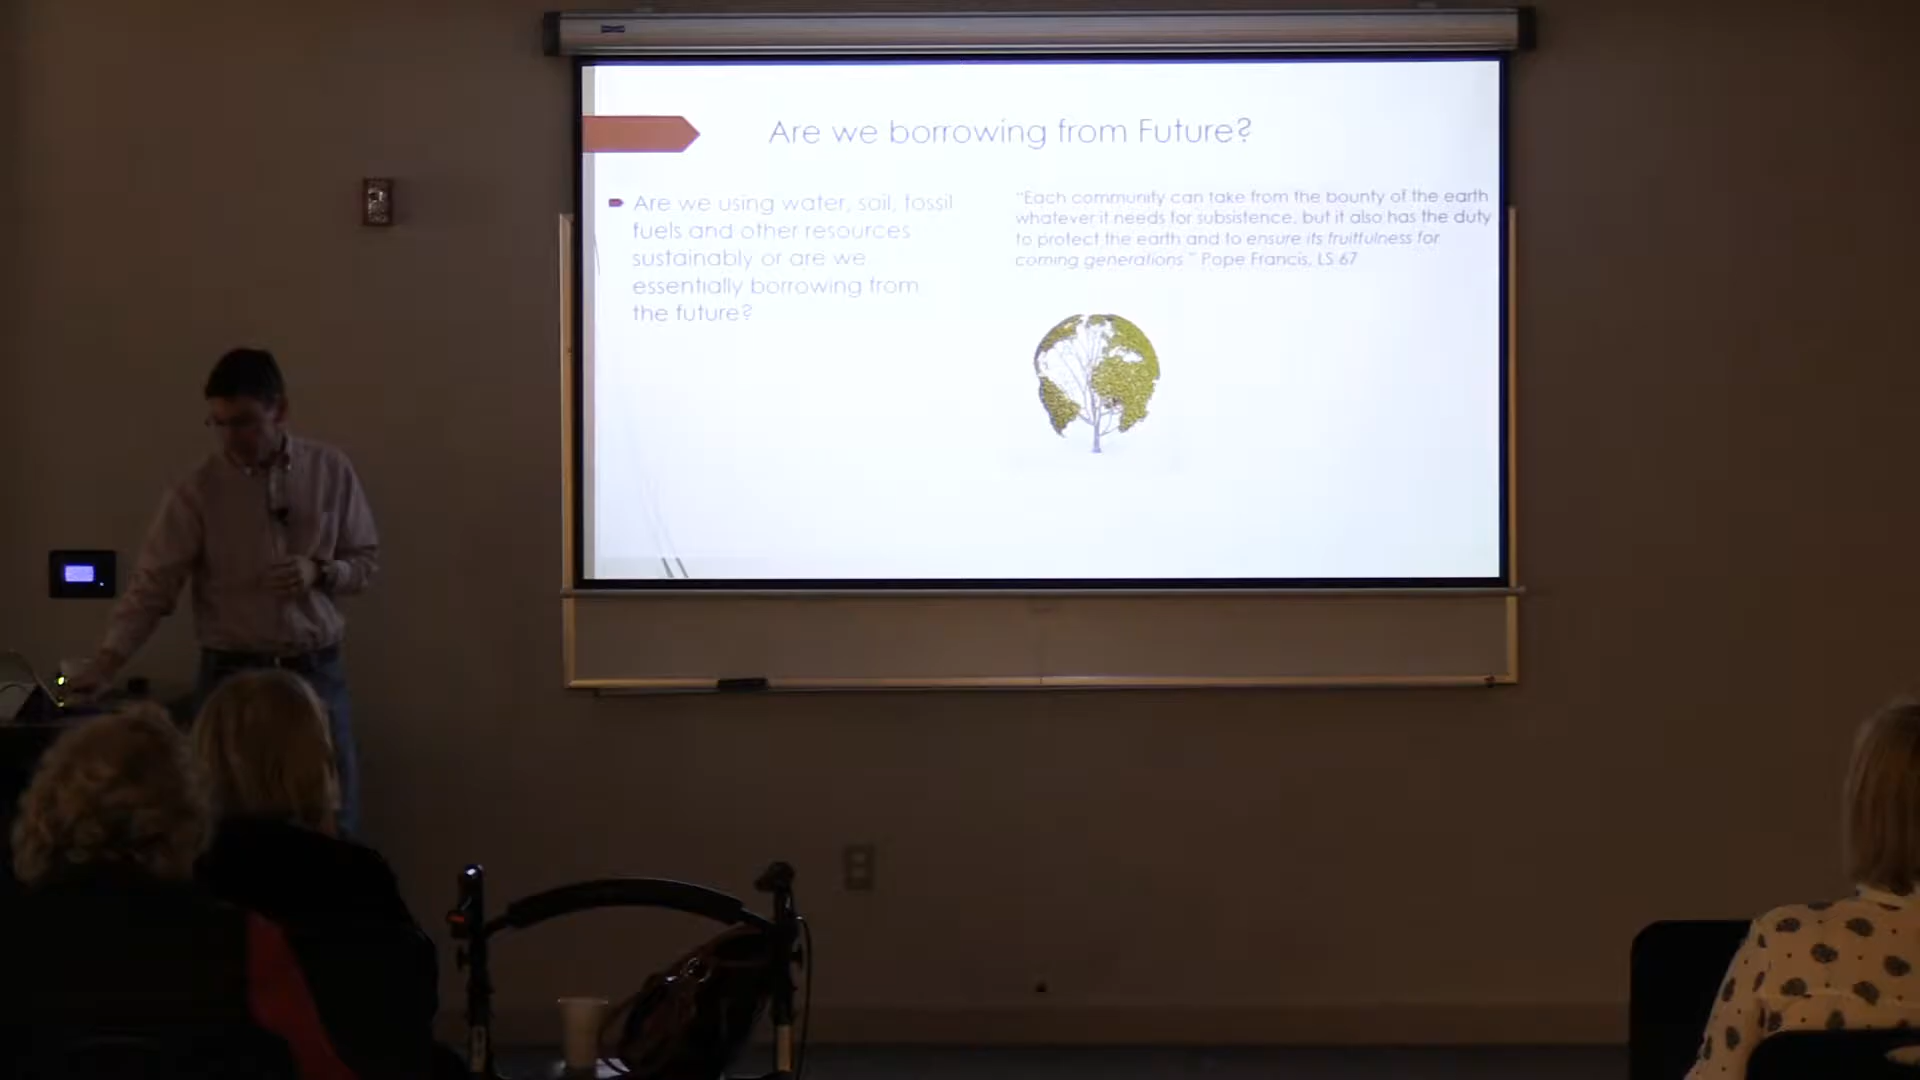 Are we borrowing from Future?
Are we using water, soil, fossil
fuels and other resources
sustainably or are we
essentially borrowing from
the future?
"Each community can take from the bounty of the earth
whatever it needs for subsistence, but it also has the duty
to protect the earth and to ensure its fruitfulness for
coming generations." Pope Francis, LS 67